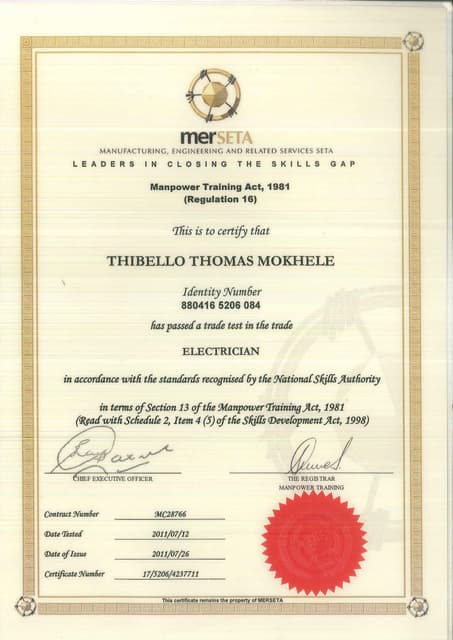 merSETA
MANUFACTURING, ENGINEERING AND RELATED SERVICES SETA
LEADERS IN CLOSING THE SKILLS GAP
Manpower Training Act, 1981
(Regulation 16)
This is to certify that
THIBELLO THOMAS MOKHELE
Identity Number
880416 5206 084
has passed a trade test in the trade
ELECTRICIAN
in accordance with the standards recognised by the National Skills Authority
in terms of Section 13 of the Manpower Training Act, 1981
(Read with Schedule 2, Item 4 (5) of the Skills Development Act, 1998)
CHIEF EXECUTIVE OFFICER
THE REGISTRAR
MANPOWER TRAINING
Contract Number MC28766
Date Tested 2011/07/12
Date of Issue 2011/07/26
Certificate Number 17/5206/4237711
This certificate remains the property of MERSETA